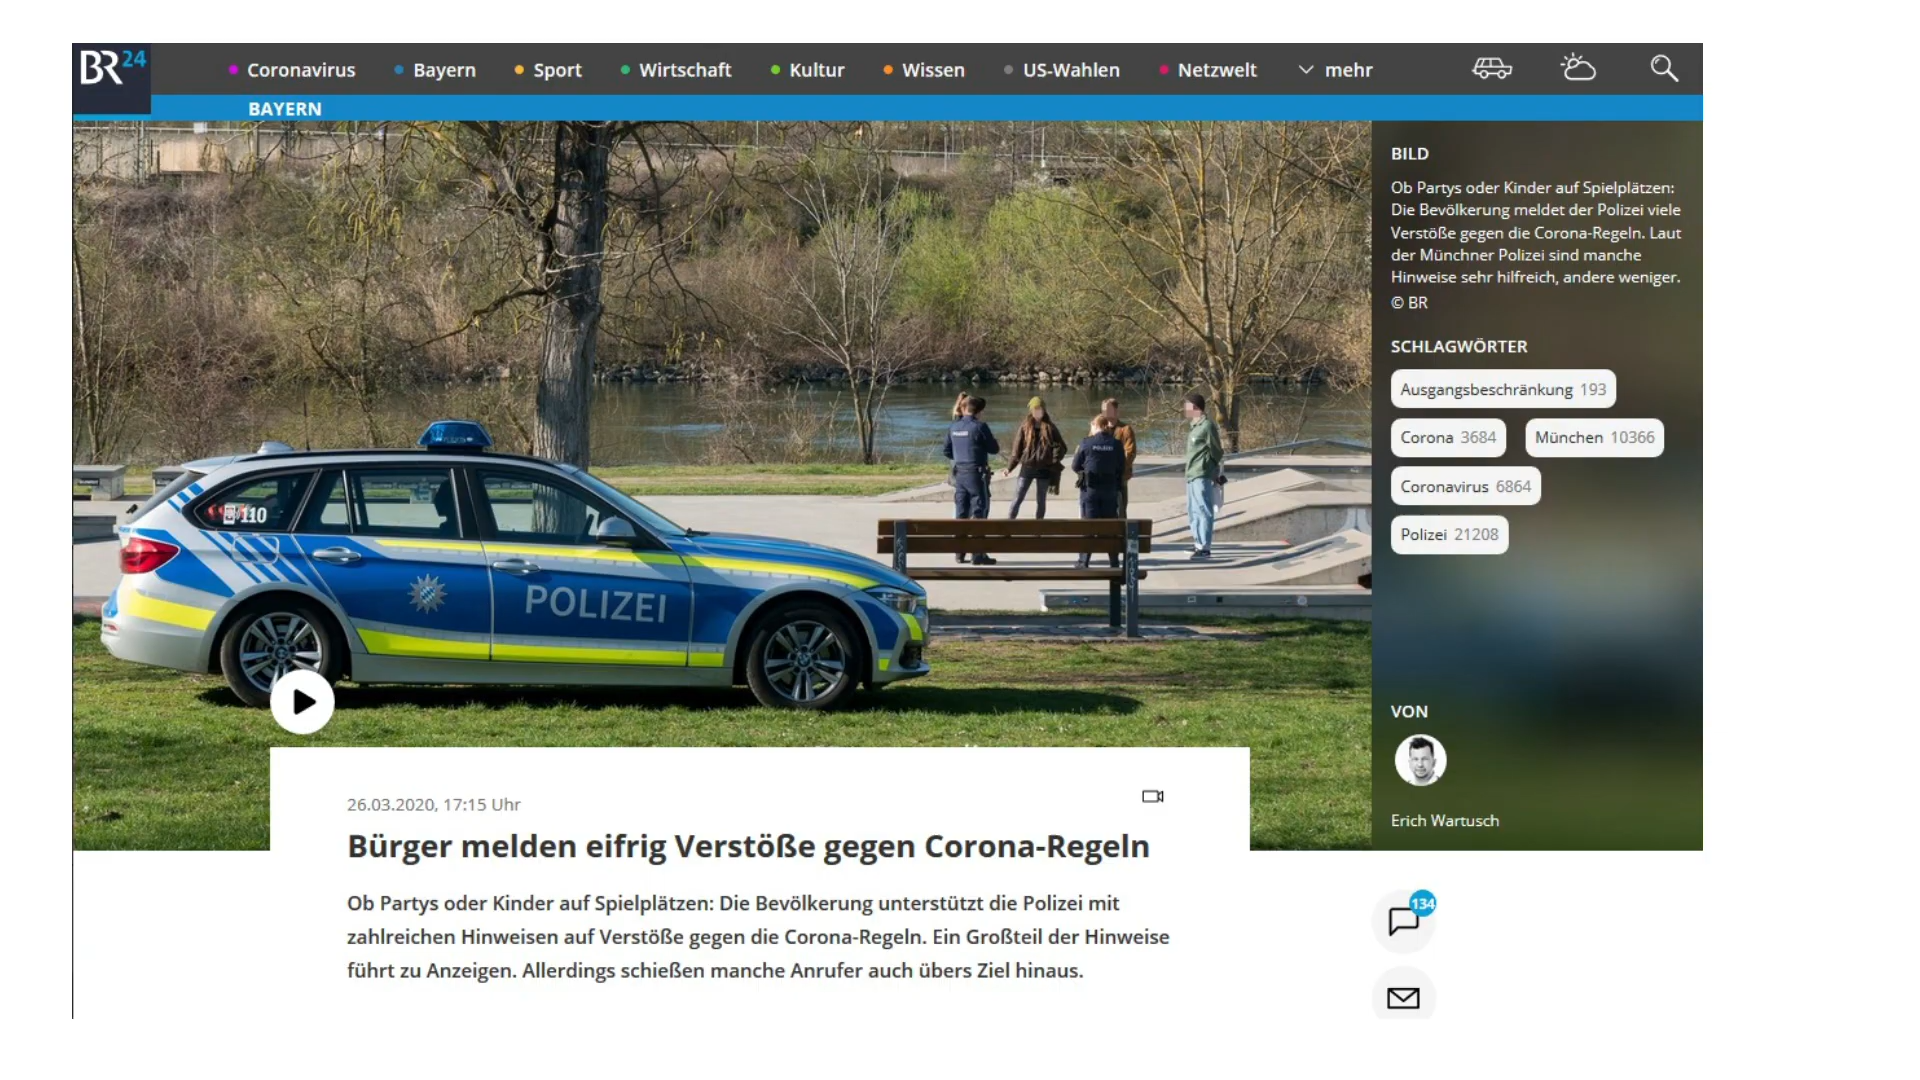 BR24
Coronavirus
Bayern
Sport
Wirtschaft
Kultur
Wissen
US-Wahlen
Netzwelt
mehr
BAYERN
110
POLIZEI
POLIZEI
BILD
Ob Partys oder Kinder auf Spielplätzen:
Die Bevölkerung meldet der Polizei viele
Verstöße gegen die Corona-Regeln. Laut
der Münchner Polizei sind manche
Hinweise sehr hilfreich, andere weniger.
© BR
SCHLAGWÖRTER
Ausgangsbeschränkung 193
Corona 3684
München 10366
Coronavirus 6864
Polizei 21208
VON
Erich Wartusch
26.03.2020, 17:15 Uhr
Bürger melden eifrig Verstöße gegen Corona-Regeln
Ob Partys oder Kinder auf Spielplätzen: Die Bevölkerung unterstützt die Polizei mit
zahlreichen Hinweisen auf Verstöße gegen die Corona-Regeln. Ein Großteil der Hinweise
führt zu Anzeigen. Allerdings schießen manche Anrufer auch übers Ziel hinaus.
134